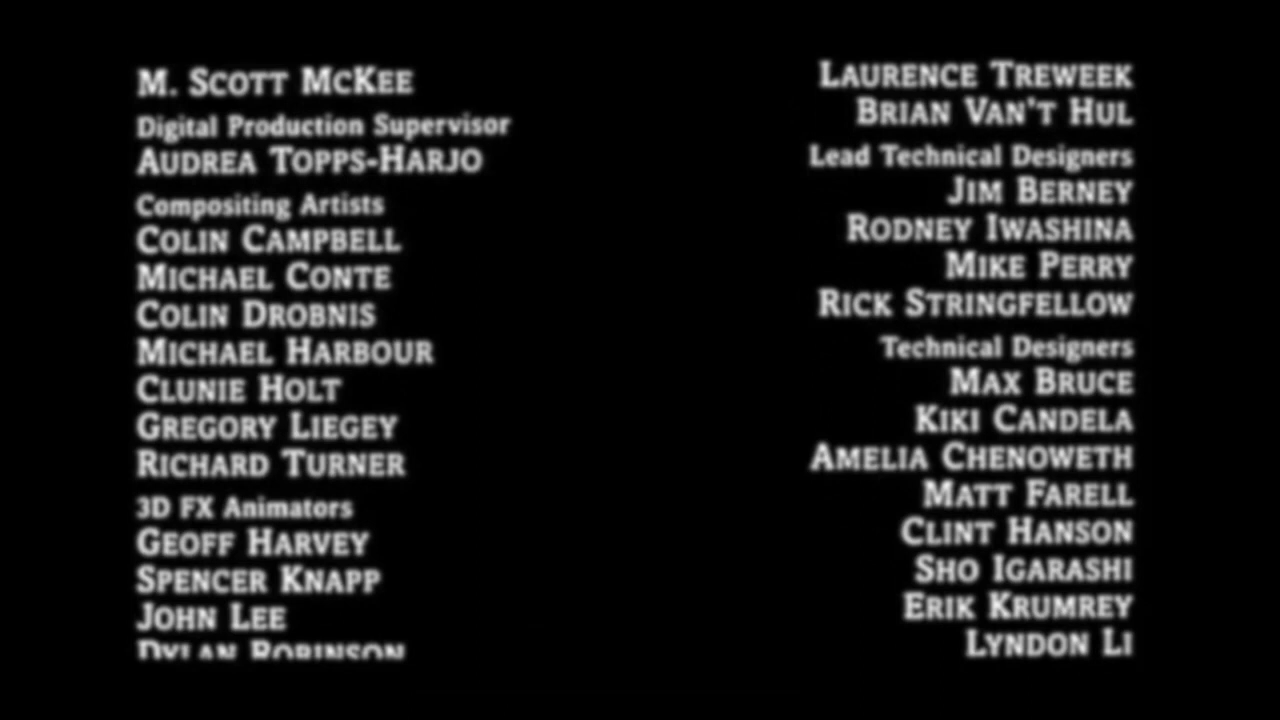 M. SCOTT MCKEE
Digital Production Supervisor
AUDREA TOPPS-HARJO
Compositing Artists
COLIN CAMPBELL
MICHAEL CONTE
COLIN DROBNIS
MICHAEL HARBOUR
CLUNIE HOLT
GREGORY LIEGEY
RICHARD TURNER
3D FX Animators
GEOFF HARVEY
SPENCER KNAPP
JOHN LEE
DYLAN ROBINSON
LAURENCE TREWEEK
BRIAN VAN'T HUL
Lead Technical Designers
JIM BERNEY
RODNEY IWASHINA
MIKE PERRY
RICK STRINGFELLOW
Technical Designers
MAX BRUCE
KIKI CANDELA
AMELIA CHENOWETH
MATT FARELL
CLINT HANSON
SHO IGARASHI
ERIK KRUMREY
LYNDON LI